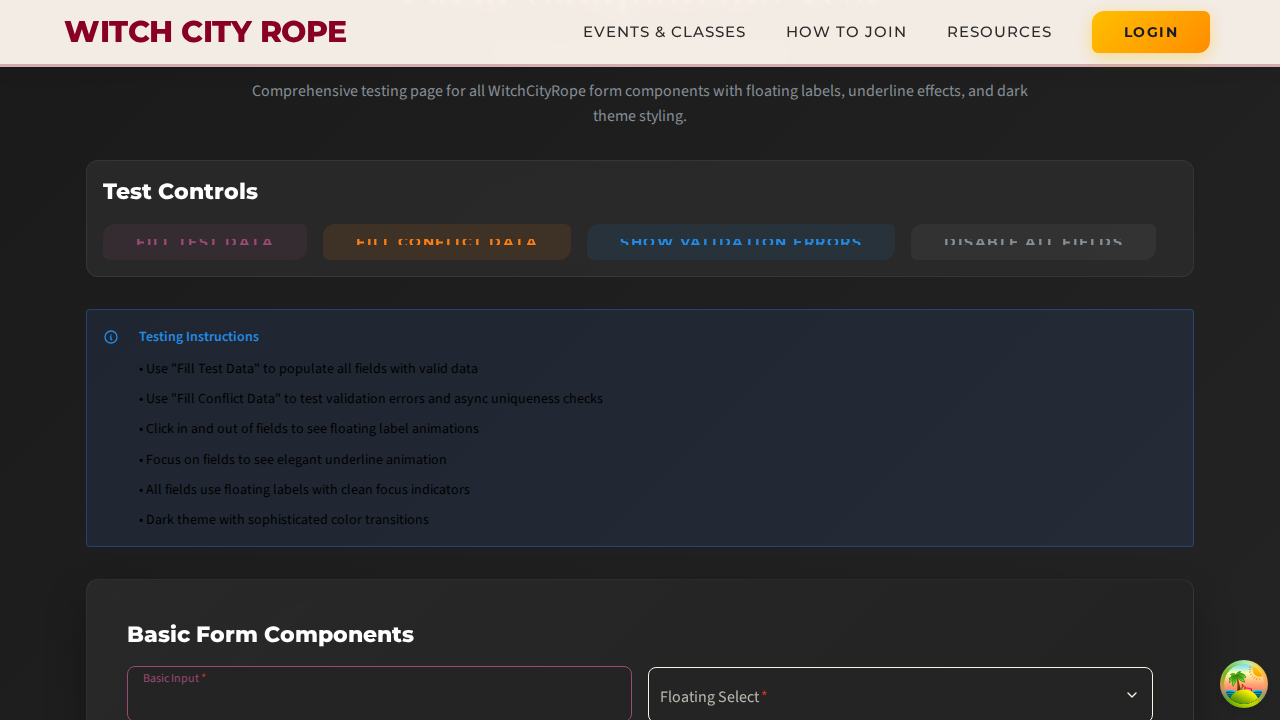 WITCH CITY ROPE
EVENTS & CLASSES
HOW TO JOIN
RESOURCES
LOGIN
Comprehensive testing page for all WitchCityRope form components with floating labels, underline effects, and dark
theme styling.
Test Controls
FILL TEST DATA
FILL CONFLICT DATA
SHOW VALIDATION ERRORS
DISABLE ALL FIELDS
Testing Instructions
• Use "Fill Test Data" to populate all fields with valid data
• Use "Fill Conflict Data" to test validation errors and async uniqueness checks
• Click in and out of fields to see floating label animations
• Focus on fields to see elegant underline animation
• All fields use floating labels with clean focus indicators
• Dark theme with sophisticated color transitions
Basic Form Components
Basic Input *
Floating Select *